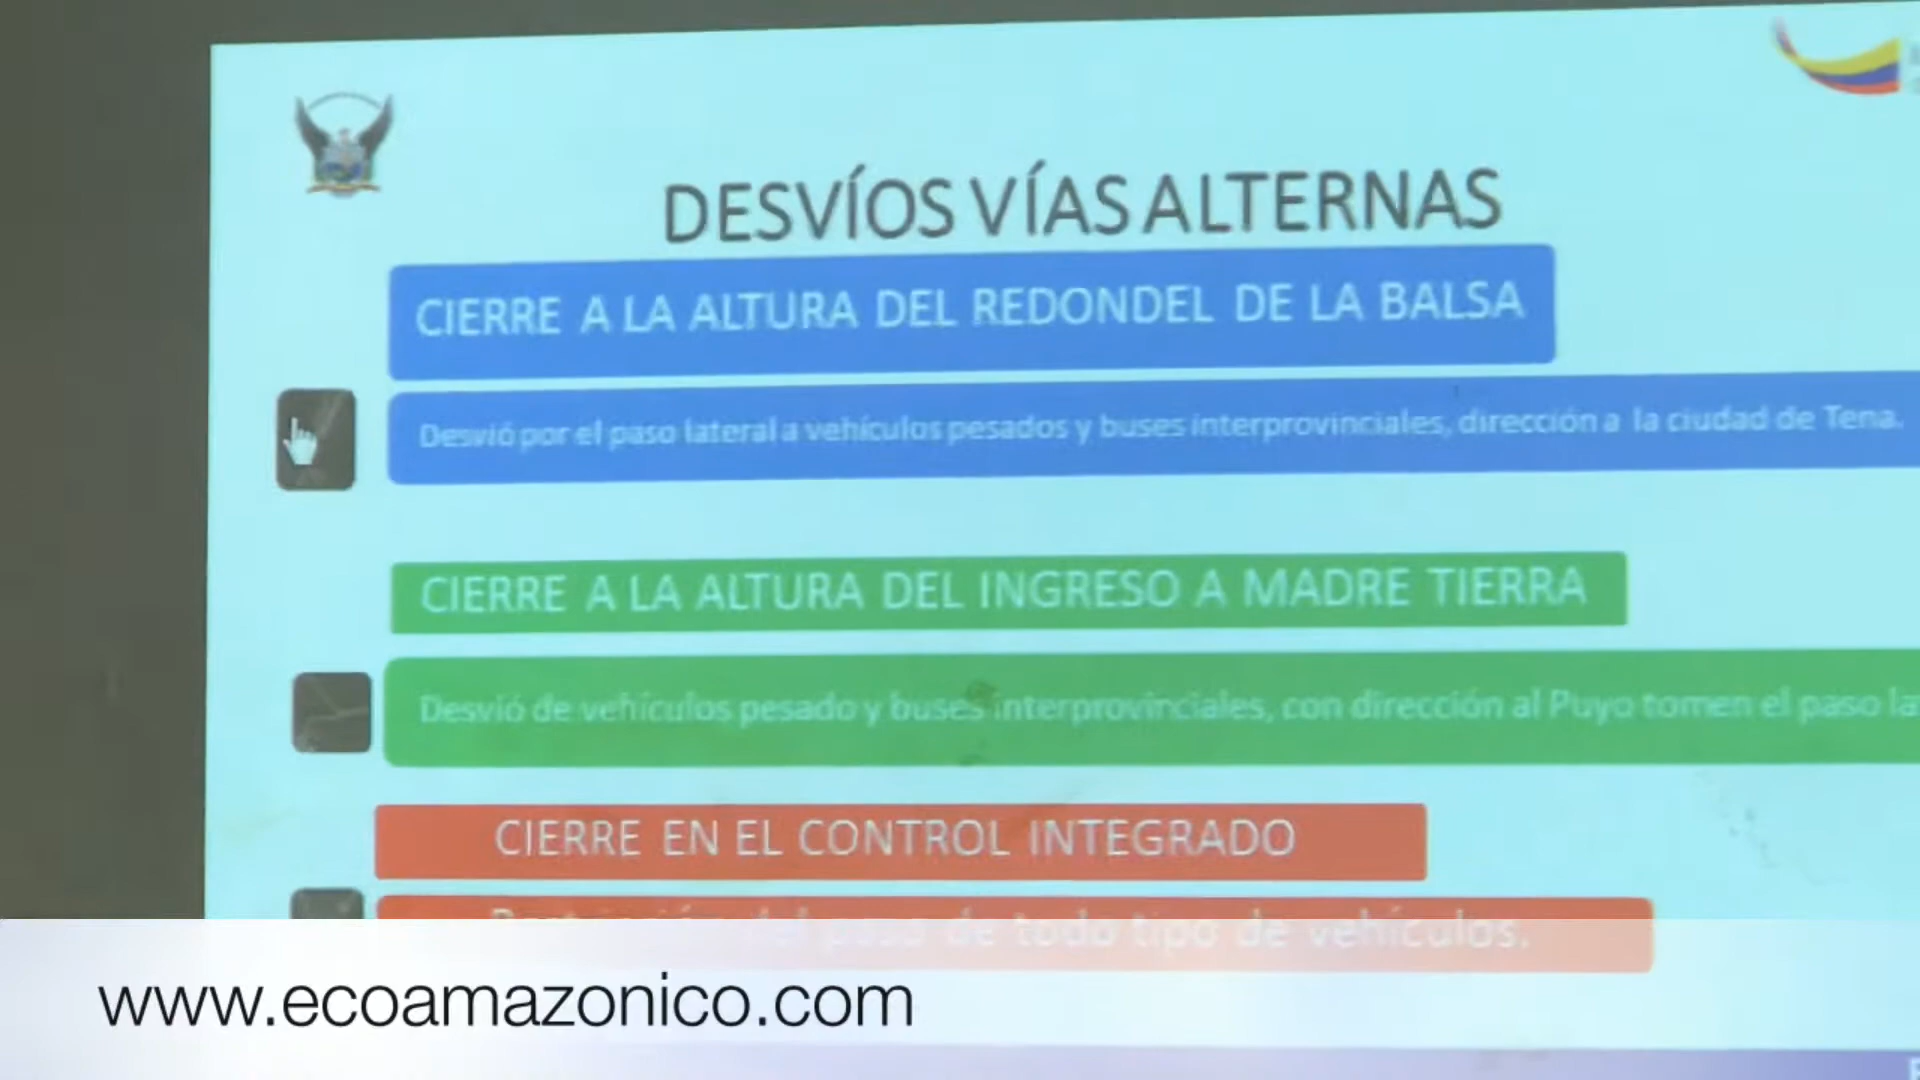 DESVÍOS VÍAS ALTERNAS
CIERRE A LA ALTURA DEL REDONDEL DE LA BALSA
Desvió por el paso lateral a vehículos pesados y buses interprovinciales, dirección a la ciudad de Tena.
CIERRE A LA ALTURA DEL INGRESO A MADRE TIERRA
Desvió de vehículos pesado y buses interprovinciales, con dirección al Puyo tomen el paso la
CIERRE EN EL CONTROL INTEGRADO
paso de todo tipo de vehículos.
www.ecoamazonico.com